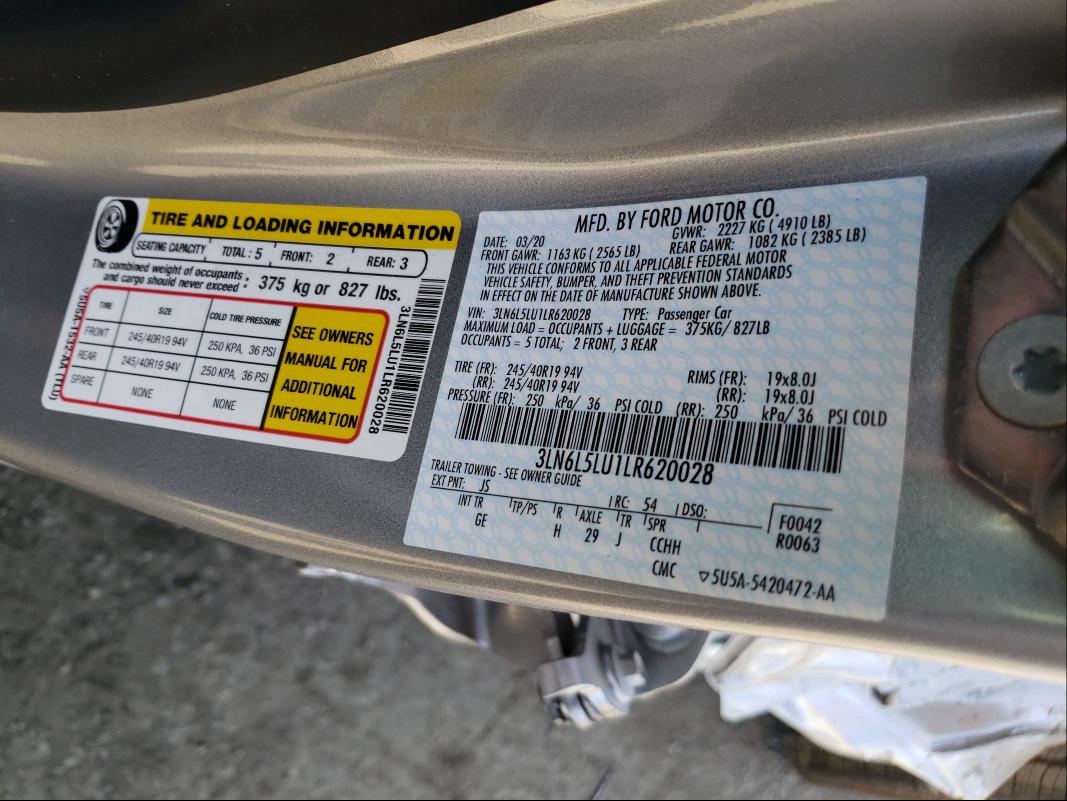 TIRE AND LOADING INFORMATION
SEATING CAPACITY TOTAL : 5 FRONT: 2 REAR: 3
The combined weight of occupants
and cargo should never exceed : 375 kg or 827 lbs.
TIRE SIZE COLD TIRE PRESSURE
FRONT 245/40R19 94V 250 KPA, 36 PSI
REAR 245/40R19 94V 250 KPA, 36 PSI
SPARE NONE NONE
SEE OWNERS
MANUAL FOR
ADDITIONAL
INFORMATION
3LN6L5LU1LR620028
MFD. BY FORD MOTOR CO.
DATE: 03/20 GVWR: 2227 KG ( 4910 LB)
FRONT GAWR: 1163 KG ( 2565 LB) REAR GAWR: 1082 KG ( 2385 LB)
THIS VEHICLE CONFORMS TO ALL APPLICABLE FEDERAL MOTOR
VEHICLE SAFETY, BUMPER, AND THEFT PREVENTION STANDARDS
IN EFFECT ON THE DATE OF MANUFACTURE SHOWN ABOVE.
VIN: 3LN6L5LU1LR620028 TYPE: Passenger Car
MAXIMUM LOAD = OCCUPANTS + LUGGAGE = 375KG/ 827LB
OCCUPANTS = 5 TOTAL: 2 FRONT, 3 REAR
TIRE (FR): 245/40R19 94V RIMS (FR): 19x8.0J
(RR): 245/40R19 94V (RR): 19x8.0J
PRESSURE (FR): 250 kPa/ 36 PSI COLD (RR): 250 kPa/ 36 PSI COLD
3LN6L5LU1LR620028
TRAILER TOWING - SEE OWNER GUIDE
EXT PNT: JS RC: 54 DSO:
INT TR TP/PS R AXLE TR SPR F0042
GE H 29 J CCHH R0063
CMC 5U5A-5420472-AA